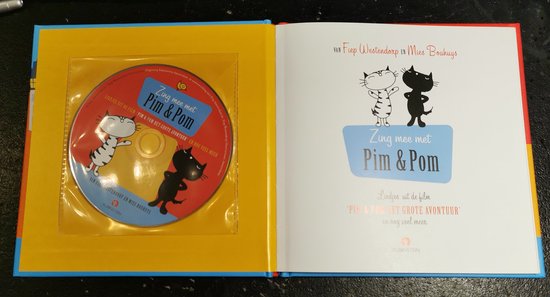 Zing mee met
Pim & Pom
VAN Fiep Westendorp EN Mies Bouhuys
Zing mee met
Pim & Pom
Liedjes uit de film
'PIM & POM HET GROTE AVONTUUR'
en nog veel meer